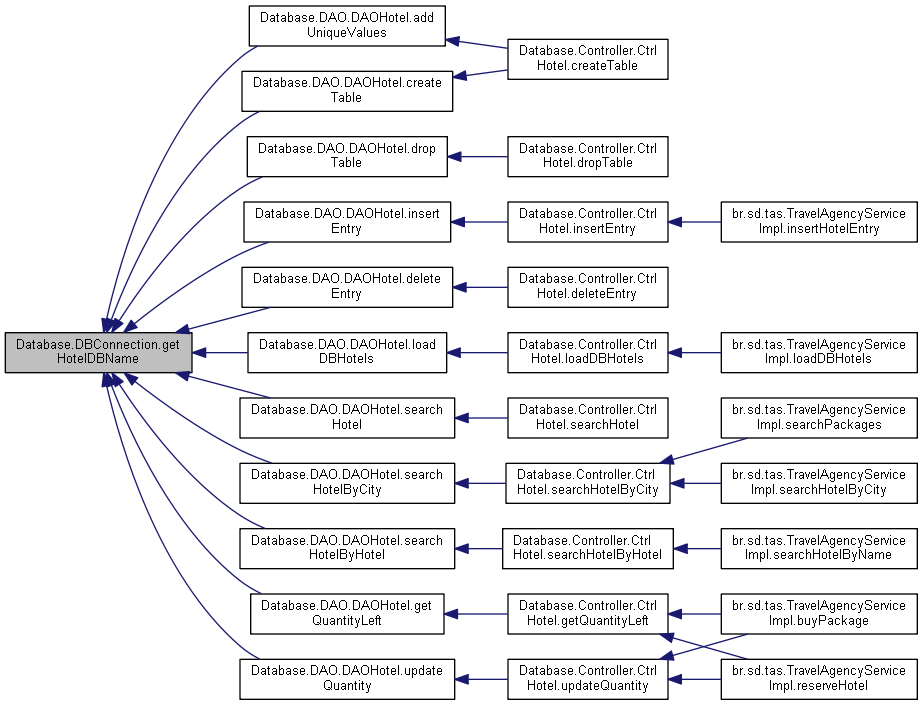 Database.DAO.DAOHotel.add
UniqueValues
Database.Controller.Ctrl
Hotel.createTable
Database.DAO.DAOHotel.create
Table
Database.DAO.DAOHotel.drop
Table
Database.Controller.Ctrl
Hotel.dropTable
Database.DAO.DAOHotel.insert
Entry
Database.Controller.Ctrl
Hotel.insertEntry
br.sd.tas.TravelAgencyService
Impl.insertHotelEntry
Database.DAO.DAOHotel.delete
Entry
Database.Controller.Ctrl
Hotel.deleteEntry
Database.DBConnection.get
HotelDBName
Database.DAO.DAOHotel.load
DBHotels
Database.Controller.Ctrl
Hotel.loadDBHotels
br.sd.tas.TravelAgencyService
Impl.loadDBHotels
Database.DAO.DAOHotel.search
Hotel
Database.Controller.Ctrl
Hotel.searchHotel
br.sd.tas.TravelAgencyService
Impl.searchPackages
Database.DAO.DAOHotel.search
HotelByCity
Database.Controller.Ctrl
Hotel.searchHotelByCity
br.sd.tas.TravelAgencyService
Impl.searchHotelByCity
Database.DAO.DAOHotel.search
HotelByHotel
Database.Controller.Ctrl
Hotel.searchHotelByHotel
br.sd.tas.TravelAgencyService
Impl.searchHotelByName
Database.DAO.DAOHotel.get
QuantityLeft
Database.Controller.Ctrl
Hotel.getQuantityLeft
br.sd.tas.TravelAgencyService
Impl.buyPackage
Database.DAO.DAOHotel.update
Quantity
Database.Controller.Ctrl
Hotel.updateQuantity
br.sd.tas.TravelAgencyService
Impl.reserveHotel